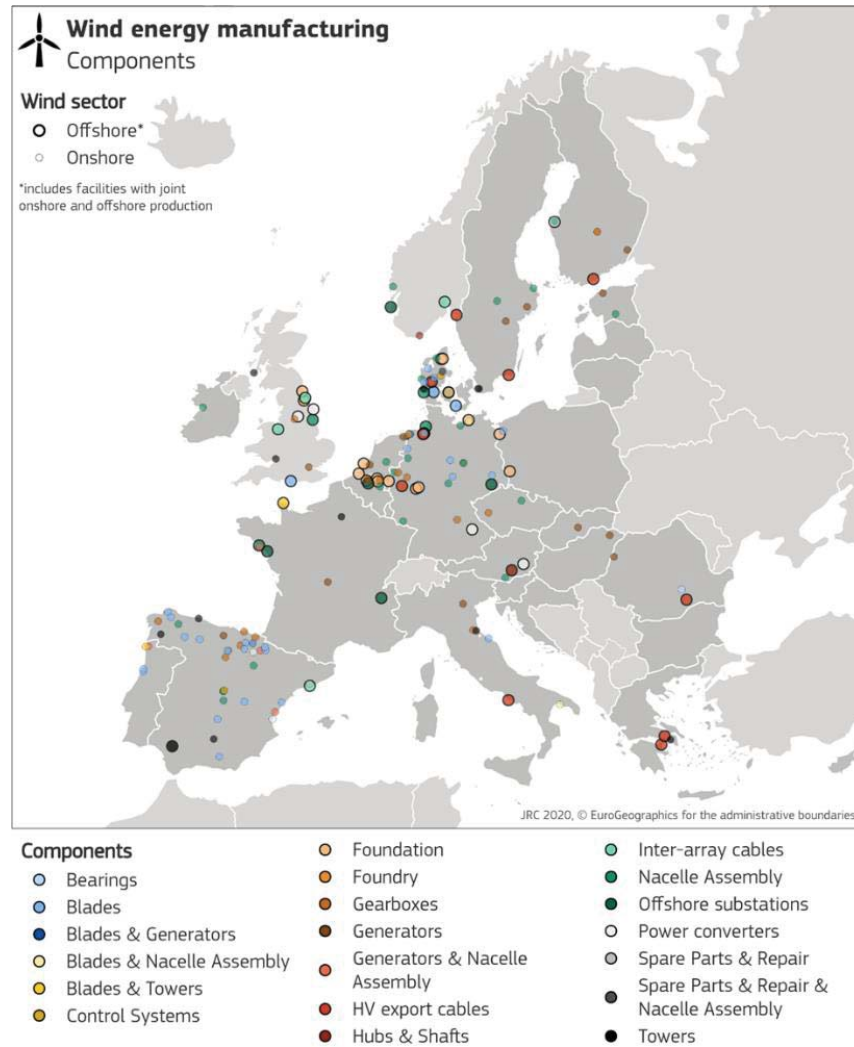 Wind energy manufacturing
Components
Wind sector
Offshore*
Onshore
*includes facilities with joint
onshore and offshore production
JRC 2020, © EuroGeographics for the administrative boundaries
Components
Bearings
Blades
Blades & Generators
Blades & Nacelle Assembly
Blades & Towers
Control Systems
Foundation
Foundry
Gearboxes
Generators
Generators & Nacelle
Assembly
HV export cables
Hubs & Shafts
Inter-array cables
Nacelle Assembly
Offshore substations
Power converters
Spare Parts & Repair
Spare Parts & Repair &
Nacelle Assembly
Towers